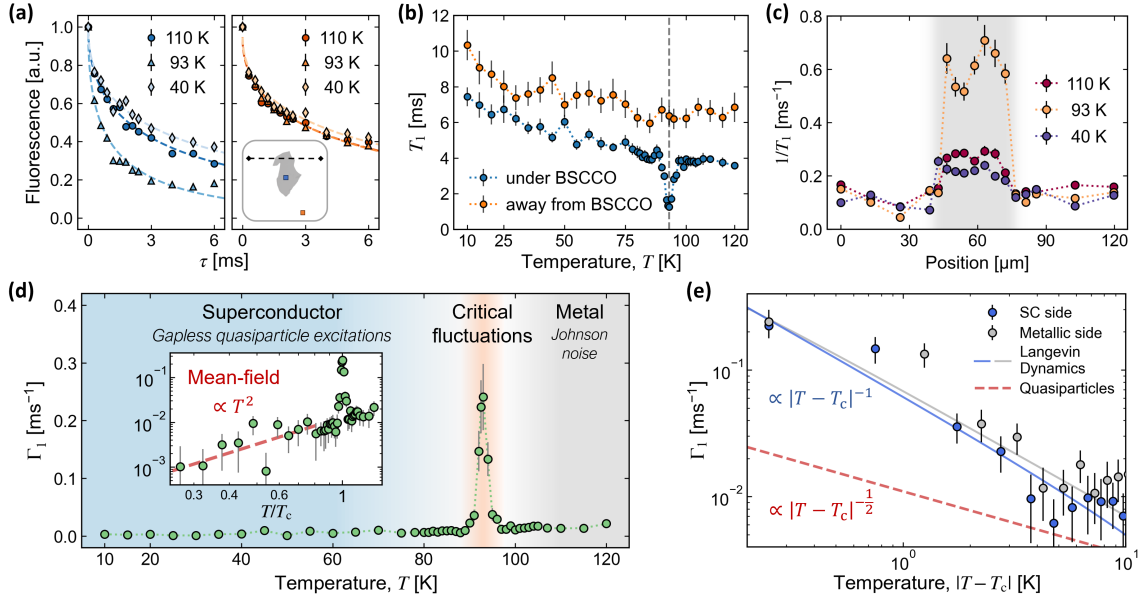 (a)
Fluorescence [a.u.]
1.0
0.8
0.6
0.4
0.2
0.0
110 K
93 K
40 K
110 K
93 K
40 K
0 3 6 0 3 6
τ [ms]
(b)
T₁ [ms]
12
10
8
6
4
2
0
under BSCCO
away from BSCCO
10 25 50 75 100 120
Temperature, T [K]
(c)
1/T₁ [ms⁻¹]
0.8
0.6
0.4
0.2
0.0
110 K
93 K
40 K
0 30 60 90 120
Position [µm]
(d)
Γ₁ [ms⁻¹]
0.4
0.3
0.2
0.1
0.0
Superconductor
Gapless quasiparticle excitations
Critical
fluctuations
Metal
Johnson
noise
10⁻¹
10⁻²
10⁻³
Mean-field
∝ T²
0.3 0.4 0.6 1
T/Tc
10 20 40 60 80 100 120
Temperature, T [K]
(e)
Γ₁ [ms⁻¹]
10⁻¹
10⁻²
SC side
Metallic side
Langevin
Dynamics
Quasiparticles
∝ |T − Tc|⁻¹
∝ |T − Tc|^-1/2
10⁰ 10¹
Temperature, |T − Tc| [K]